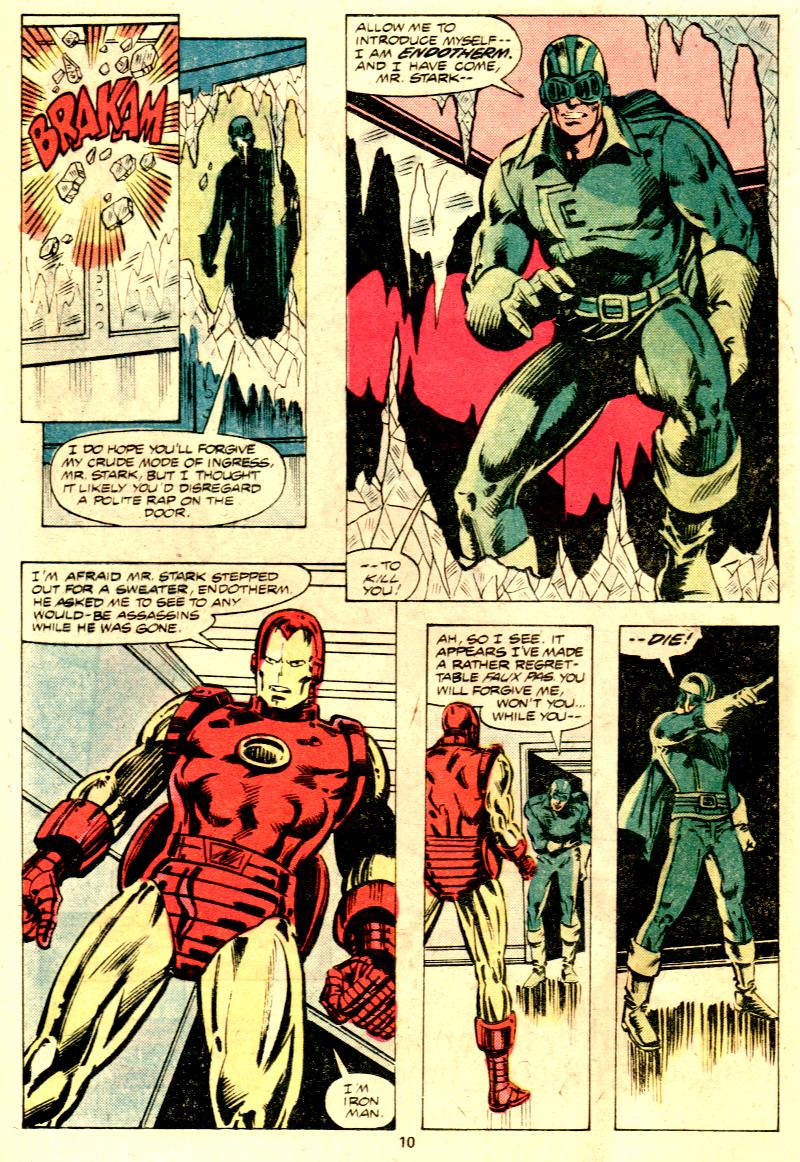 BRAKAM
I DO HOPE YOU'LL FORGIVE
MY CRUDE MODE OF INGRESS,
MR. STARK, BUT I THOUGHT
IT LIKELY YOU'D DISREGARD
A POLITE RAP ON THE
DOOR.
ALLOW ME TO
INTRODUCE MYSELF--
I AM ENDOTHERM.
AND I HAVE COME,
MR. STARK--
E
--TO
KILL
YOU!
I'M AFRAID MR. STARK STEPPED
OUT FOR A SWEATER, ENDOTHERM.
HE ASKED ME TO SEE TO ANY
WOULD-BE ASSASSINS
WHILE HE WAS GONE.
I'M
IRON
MAN.
AH, SO I SEE. IT
APPEARS I'VE MADE
A RATHER REGRET-
TABLE FAUX PAS. YOU
WILL FORGIVE ME,
WON'T YOU...
WHILE YOU--
--DIE!
10